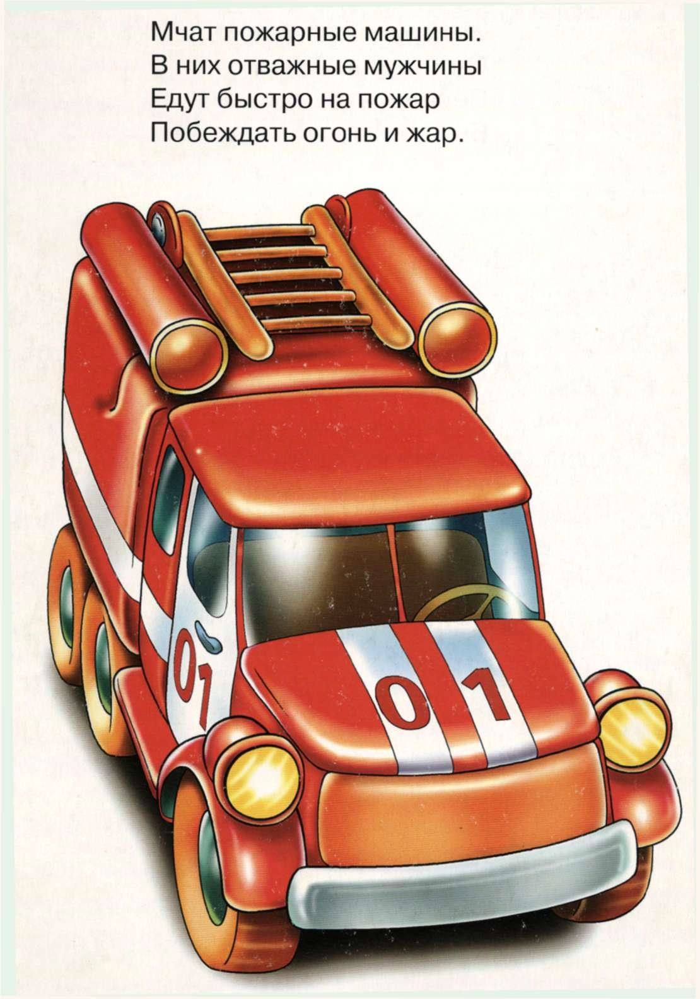 Мчат пожарные машины.
В них отважные мужчины
Едут быстро на пожар
Побеждать огонь и жар.
01
01